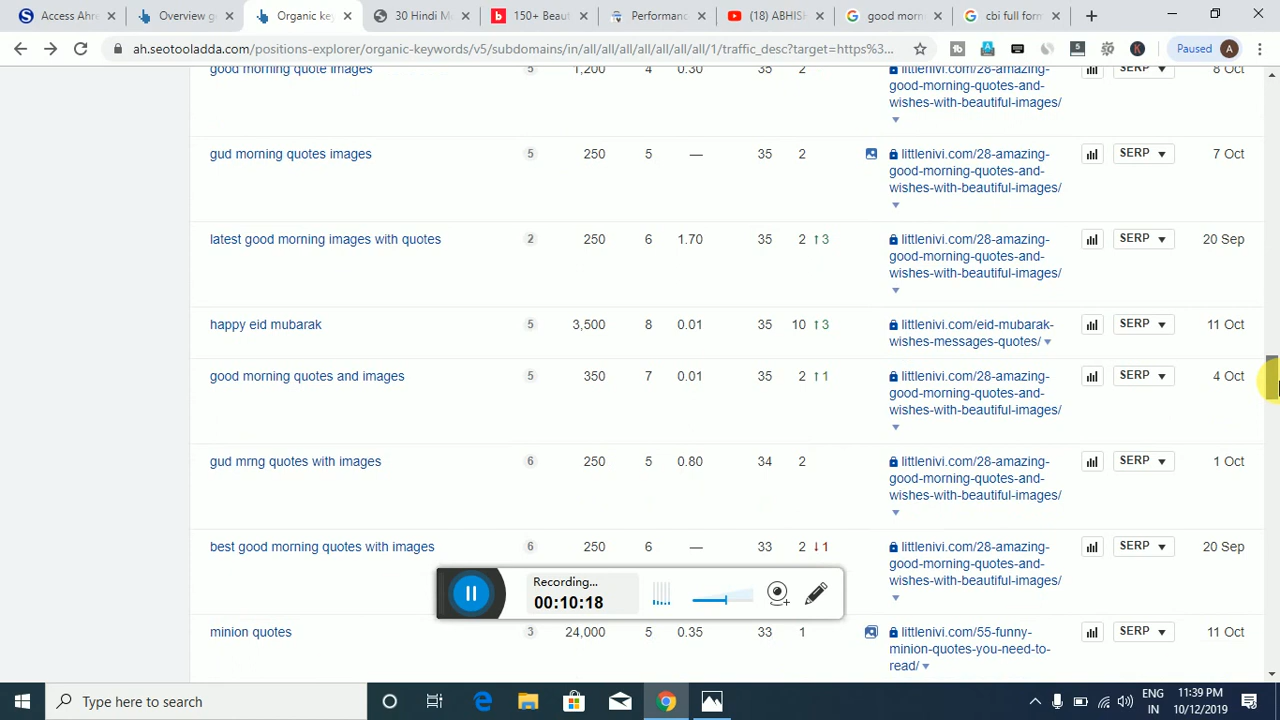 Access Ahre
Overview g
Organic key
30 Hindi M
150+ Beaut
Performanc
(18) ABHISH
good morn
cbi full form
ah.seotooladda.com/positions-explorer/organic-keywords/v5/subdomains/in/all/all/all/all/all/all/all/1/traffic_desc?target=https%3...
Paused A
good morning quote images 5 1,200 4 0.30 35 2 littlenivi.com/28-amazing- SERP 8 Oct
good-morning-quotes-and-
wishes-with-beautiful-images/
gud morning quotes images 5 250 5 — 35 2 littlenivi.com/28-amazing- SERP 7 Oct
good-morning-quotes-and-
wishes-with-beautiful-images/
latest good morning images with quotes 2 250 6 1.70 35 2 ↑3 littlenivi.com/28-amazing- SERP 20 Sep
good-morning-quotes-and-
wishes-with-beautiful-images/
happy eid mubarak 5 3,500 8 0.01 35 10 ↑3 littlenivi.com/eid-mubarak- SERP 11 Oct
wishes-messages-quotes/
good morning quotes and images 5 350 7 0.01 35 2 ↑1 littlenivi.com/28-amazing- SERP 4 Oct
good-morning-quotes-and-
wishes-with-beautiful-images/
gud mrng quotes with images 6 250 5 0.80 34 2 littlenivi.com/28-amazing- SERP 1 Oct
good-morning-quotes-and-
wishes-with-beautiful-images/
best good morning quotes with images 6 250 6 — 33 2 ↓1 littlenivi.com/28-amazing- SERP 20 Sep
good-morning-quotes-and-
wishes-with-beautiful-images/
Recording...
00:10:18
minion quotes 3 24,000 5 0.35 33 1 littlenivi.com/55-funny- SERP 11 Oct
minion-quotes-you-need-to-
read/
Type here to search
ENG 11:39 PM
IN 10/12/2019